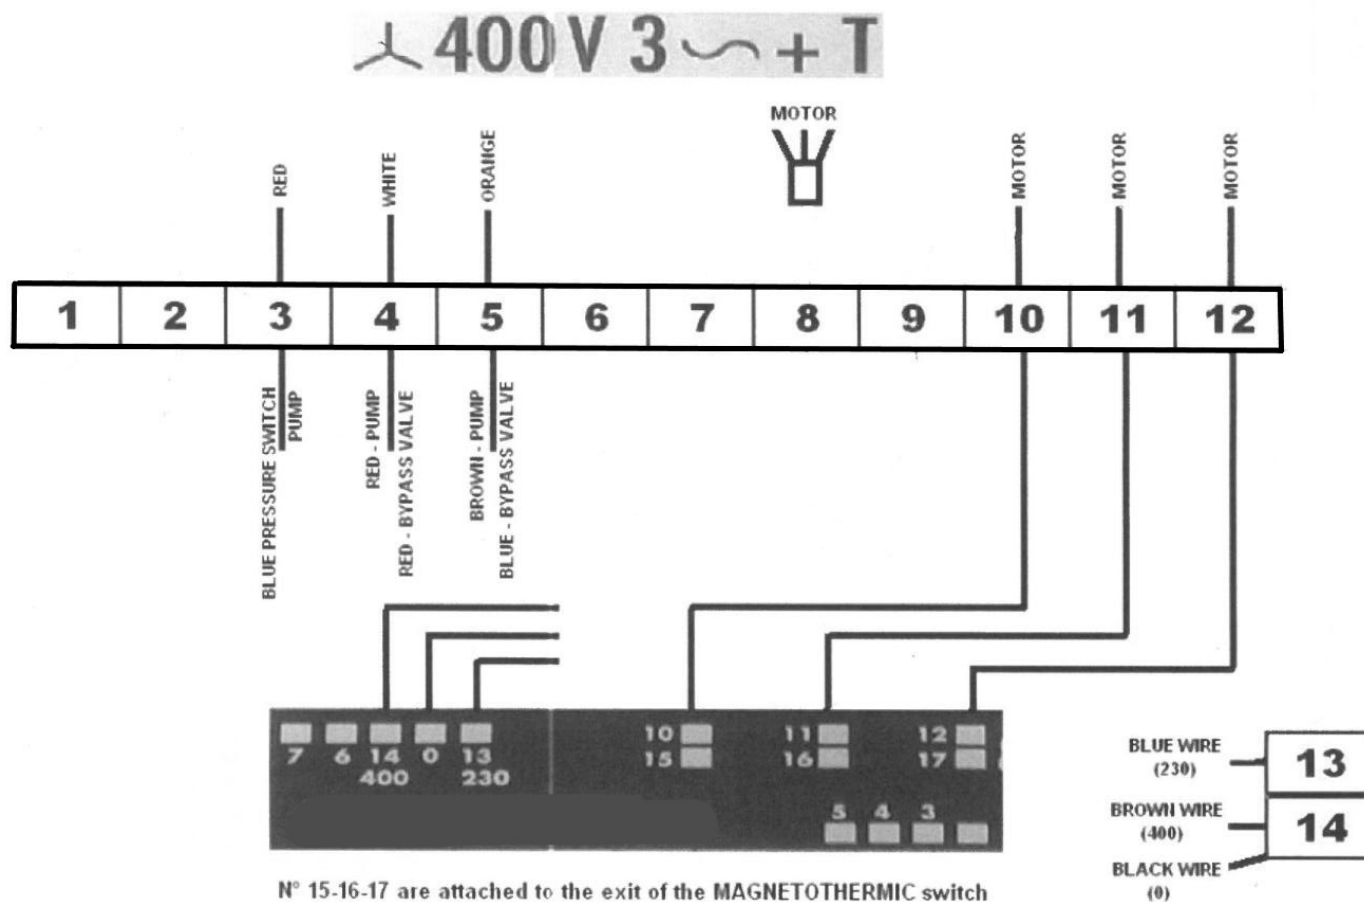 400 V 3 ~ + T
MOTOR
RED
WHITE
ORANGE
MOTOR
MOTOR
MOTOR
1 2 3 4 5 6 7 8 9 10 11 12
BLUE PRESSURE SWITCH
PUMP
RED - PUMP
RED - BYPASS VALVE
BROWN - PUMP
BLUE - BYPASS VALVE
7 6 14 0 13
400 230
10 11 12
15 16 17
5 4 3
BLUE WIRE
(230)
13
BROWN WIRE
(400)
14
BLACK WIRE
(0)
N° 15-16-17 are attached to the exit of the MAGNETOTHERMIC switch